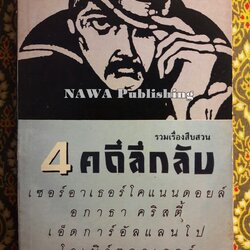 NAWA Publishing
รวมเรื่องสืบสวน
4 คดีลึกลับ
เซอร์อาเธอร์โคแนนดอยล์
อกาธา คริสตี้
เอ็ดการ์อัลแลนโป